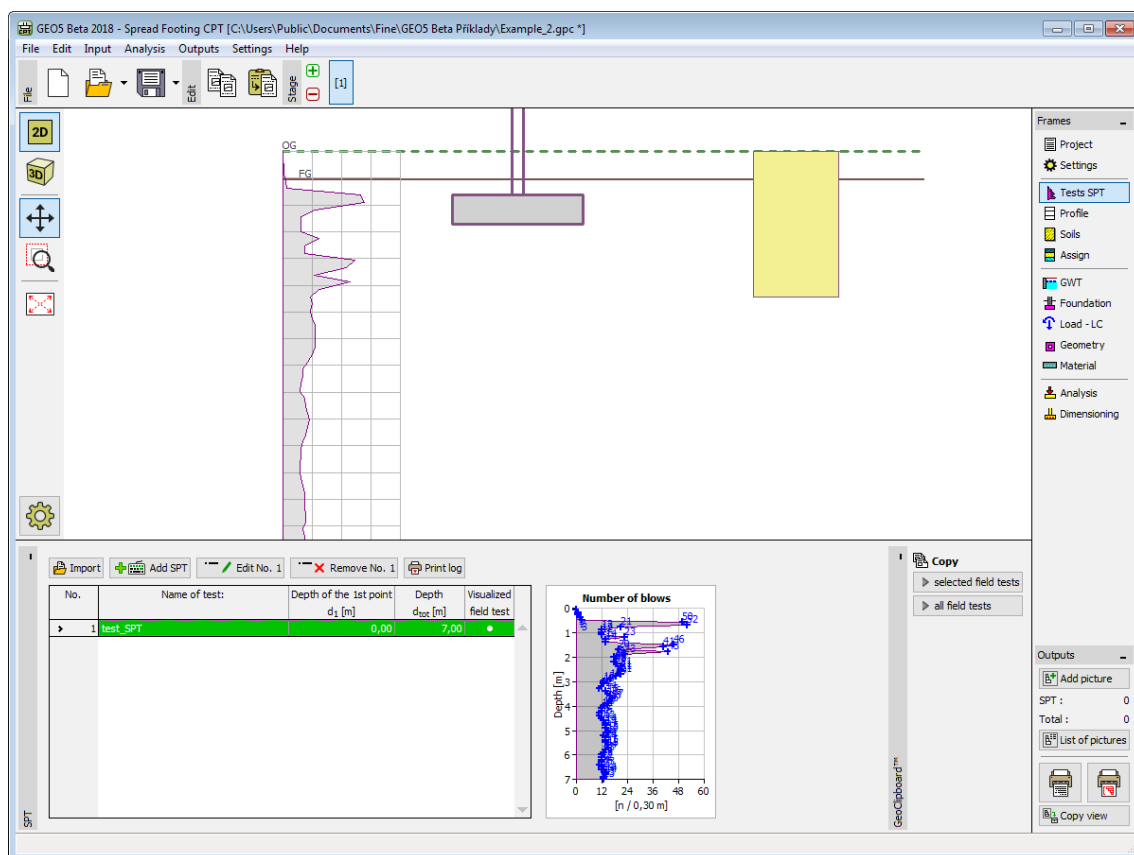 GEO5 Beta 2018 - Spread Footing CPT [C:\Users\Public\Documents\Fine\GEO5 Beta Příklady\Example_2.gpc *]
File Edit Input Analysis Outputs Settings Help
File
Edit
Stage
[1]
2D
3D
OG
FG
Frames
Project
Settings
Tests SPT
Profile
Soils
Assign
GWT
Foundation
Load - LC
Geometry
Material
Analysis
Dimensioning
Import Add SPT Edit No. 1 Remove No. 1 Print log
No. Name of test: Depth of the 1st point Depth Visualized
d1 [m] dtot [m] field test
1 test_SPT 0,00 7,00
SPT
Number of blows
Depth [m]
0
1
2
3
4
5
6
7
0 12 24 36 48 60
[n / 0,30 m]
GeoClipboard™
Copy
selected field tests
all field tests
Outputs
Add picture
SPT : 0
Total : 0
List of pictures
Copy view